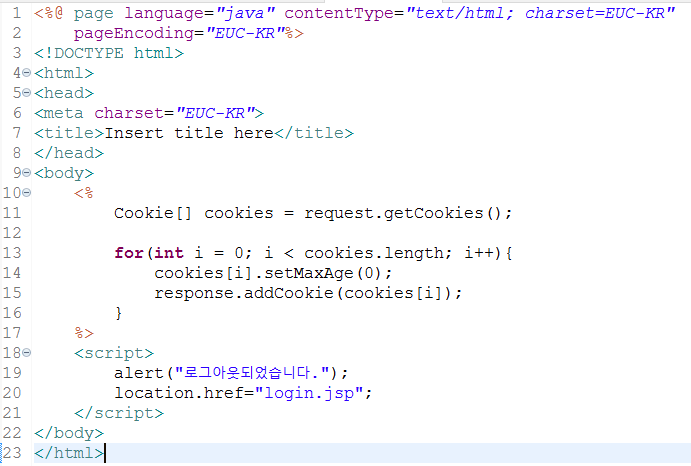 1 <%@ page language="java" contentType="text/html; charset=EUC-KR"
2     pageEncoding="EUC-KR"%>
3 <!DOCTYPE html>
4 <html>
5 <head>
6 <meta charset="EUC-KR">
7 <title>Insert title here</title>
8 </head>
9 <body>
10     <%
11         Cookie[] cookies = request.getCookies();
12
13         for(int i = 0; i < cookies.length; i++){
14             cookies[i].setMaxAge(0);
15             response.addCookie(cookies[i]);
16         }
17     %>
18     <script>
19         alert("로그아웃되었습니다.");
20         location.href="login.jsp";
21     </script>
22 </body>
23 </html>